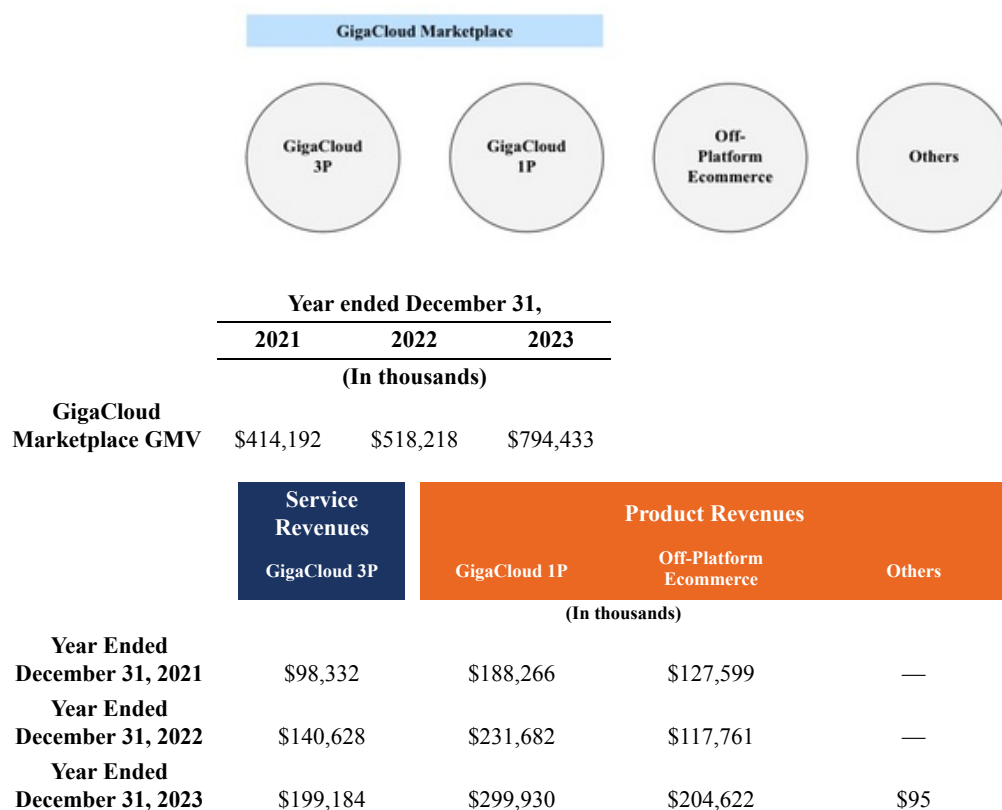 GigaCloud Marketplace
GigaCloud
3P
GigaCloud
1P
Off-
Platform
Ecommerce
Others
Year ended December 31,
2021 2022 2023
(In thousands)
GigaCloud
Marketplace GMV $414,192 $518,218 $794,433
Service
Revenues
Product Revenues
GigaCloud 3P GigaCloud 1P
Off-Platform
Ecommerce
Others
(In thousands)
Year Ended
December 31, 2021 $98,332 $188,266 $127,599 —
Year Ended
December 31, 2022 $140,628 $231,682 $117,761 —
Year Ended
December 31, 2023 $199,184 $299,930 $204,622 $95